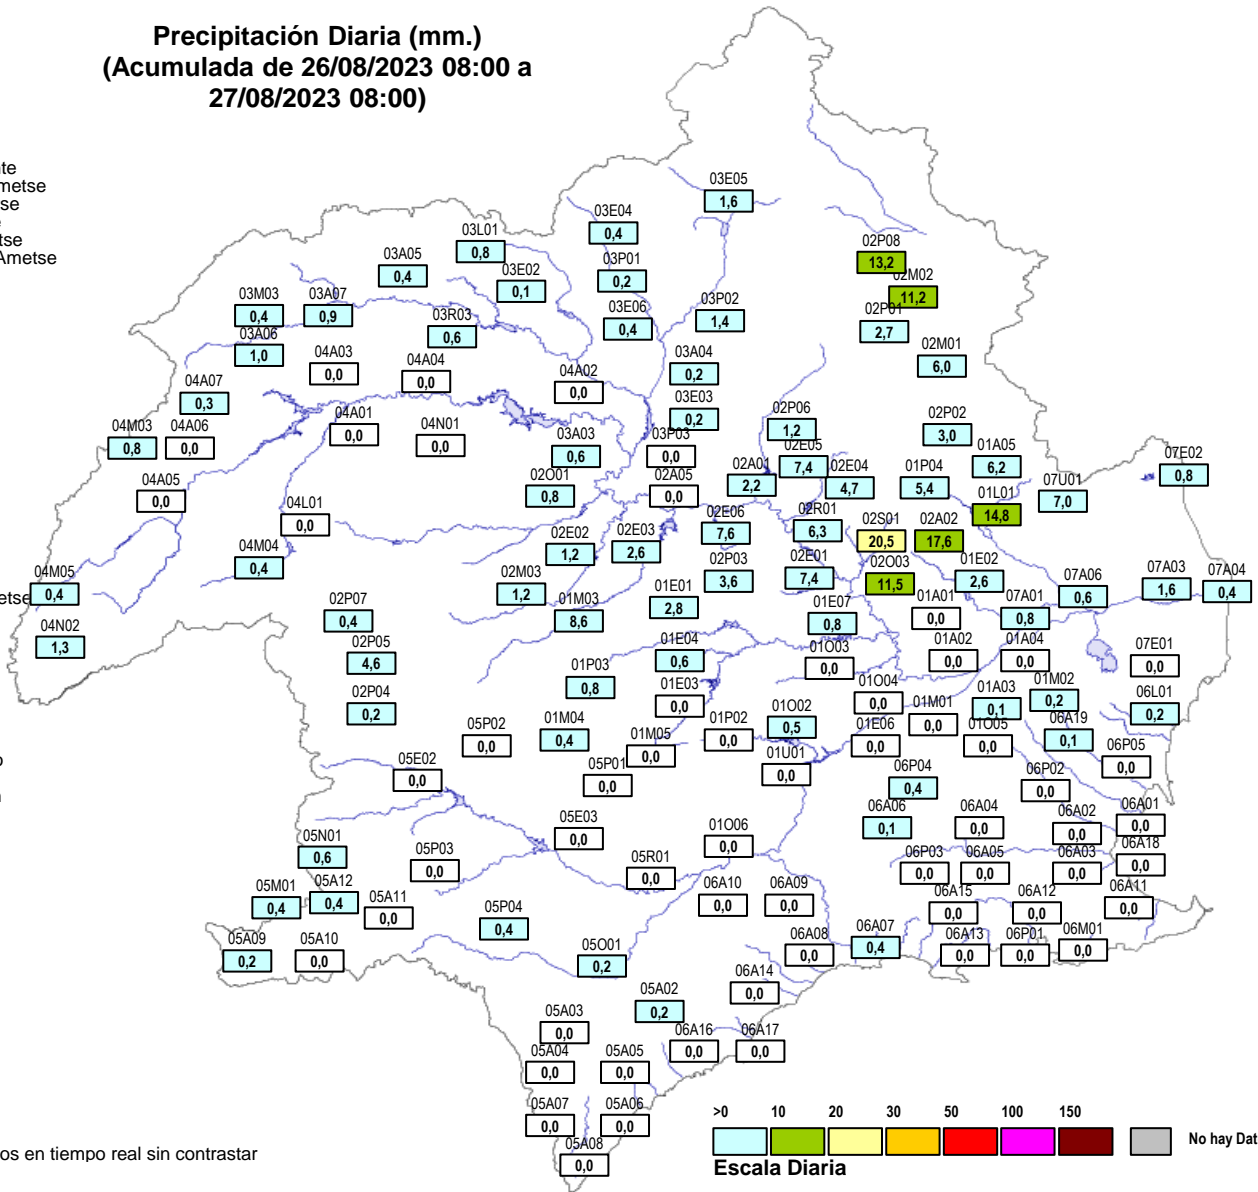 Precipitación Diaria (mm.)
(Acumulada de 26/08/2023 08:00 a
27/08/2023 08:00)
nte
metse
tse
e
tse
Ametse
03E05
1,6
03E04
0,4
03L01
0,8
03A05
0,4
03P01
0,2
03E02
0,1
02P08
13,2
02M02
11,2
03M03
0,4
03A07
0,9
03R03
0,6
03E06
0,4
03P02
1,4
02P01
2,7
03A06
1,0
04A03
0,0
04A04
0,0
04A02
0,0
03A04
0,2
02M01
6,0
04A07
0,3
04A01
0,0
04N01
0,0
03E03
0,2
02P06
1,2
02P02
3,0
04M03
0,8
04A06
0,0
03A03
0,6
03P03
0,0
02E05
7,4
01A05
6,2
07E02
0,8
04A05
0,0
02O01
0,8
02A05
0,0
02A01
2,2
02E04
4,7
01P04
5,4
07U01
7,0
04L01
0,0
01L01
14,8
02E06
7,6
02R01
6,3
02S01
20,5
02A02
17,6
04M04
0,4
02E02
1,2
02E03
2,6
02P03
3,6
02E01
7,4
02O03
11,5
01E02
2,6
04M05
0,4
etse
02M03
1,2
01M03
8,6
01E01
2,8
07A06
0,6
07A03
1,6
07A04
0,4
02P07
0,4
01E07
0,8
01A01
0,0
07A01
0,8
04N02
1,3
02P05
4,6
01E04
0,6
01O03
0,0
01A02
0,0
01A04
0,0
07E01
0,0
01P03
0,8
01E03
0,0
01O04
0,0
01A03
0,1
01M02
0,2
06L01
0,2
02P04
0,2
05P02
0,0
01M04
0,4
01M05
0,0
01P02
0,0
01O02
0,5
01E06
0,0
01M01
0,0
01O05
0,0
06A19
0,1
06P05
0,0
o
05E02
0,0
05P01
0,0
01U01
0,0
06P04
0,4
06P02
0,0
05N01
0,6
05P03
0,0
05E03
0,0
01O06
0,0
06A06
0,1
06A04
0,0
06A02
0,0
06A01
0,0
05R01
0,0
06P03
0,0
06A05
0,0
06A03
0,0
06A18
0,0
05M01
0,4
05A12
0,4
05A11
0,0
06A10
0,0
06A09
0,0
06A15
0,0
06A12
0,0
06A11
0,0
05P04
0,4
05A09
0,2
05A10
0,0
05O01
0,2
06A08
0,0
06A07
0,4
06A13
0,0
06P01
0,0
06M01
0,0
06A14
0,0
05A02
0,2
05A03
0,0
06A16
0,0
06A17
0,0
05A04
0,0
05A05
0,0
05A07
0,0
05A06
0,0
05A08
0,0
>0 10 20 30 50 100 150
No hay Dat
Escala Diaria
os en tiempo real sin contrastar